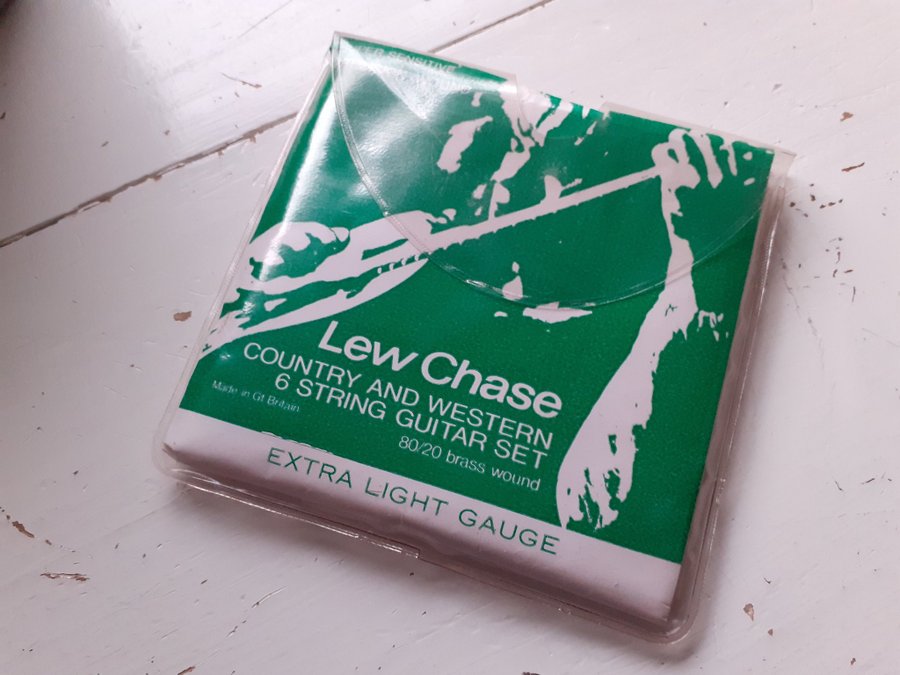 SENSITIVE
Lew Chase
COUNTRY AND WESTERN
6 STRING GUITAR SET
Made in Gt Britain
80/20 brass wound
EXTRA LIGHT GAUGE